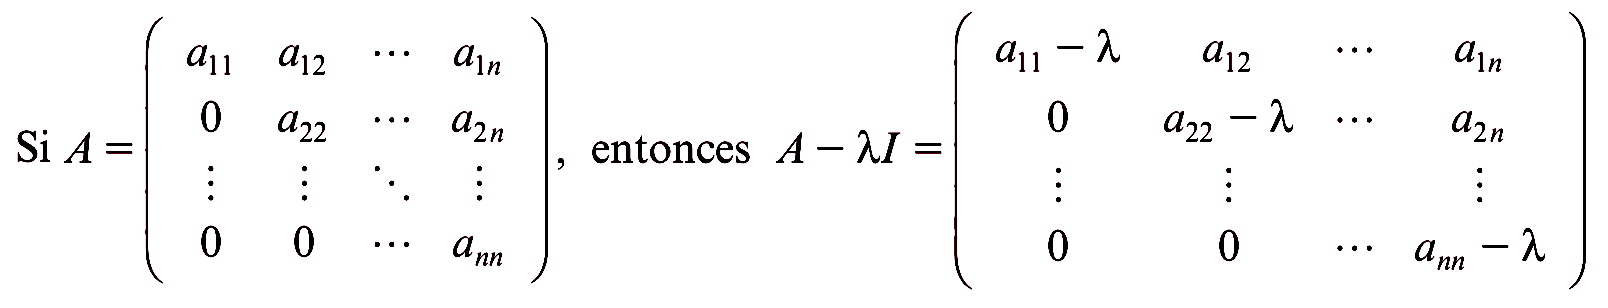 Si A = ( a11 a12 ⋯ a1n ; 0 a22 ⋯ a2n ; ⋮ ⋮ ⋱ ⋮ ; 0 0 ⋯ ann ), entonces A − λI = ( a11 − λ a12 ⋯ a1n ; 0 a22 − λ ⋯ a2n ; ⋮ ⋮ ⋮ ; 0 0 ⋯ ann − λ )